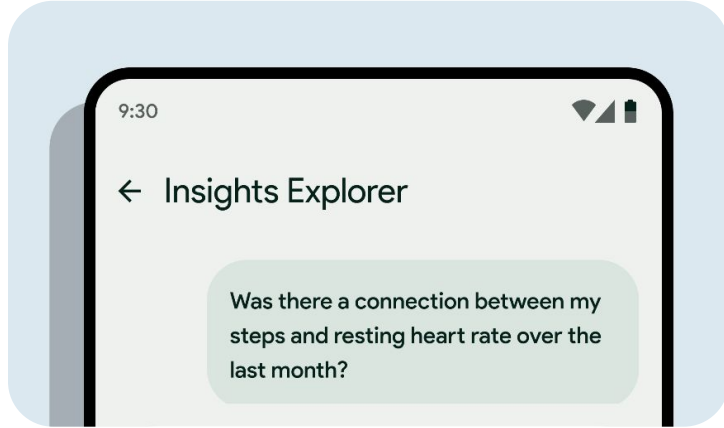 9:30
Insights Explorer
Was there a connection between my
steps and resting heart rate over the
last month?